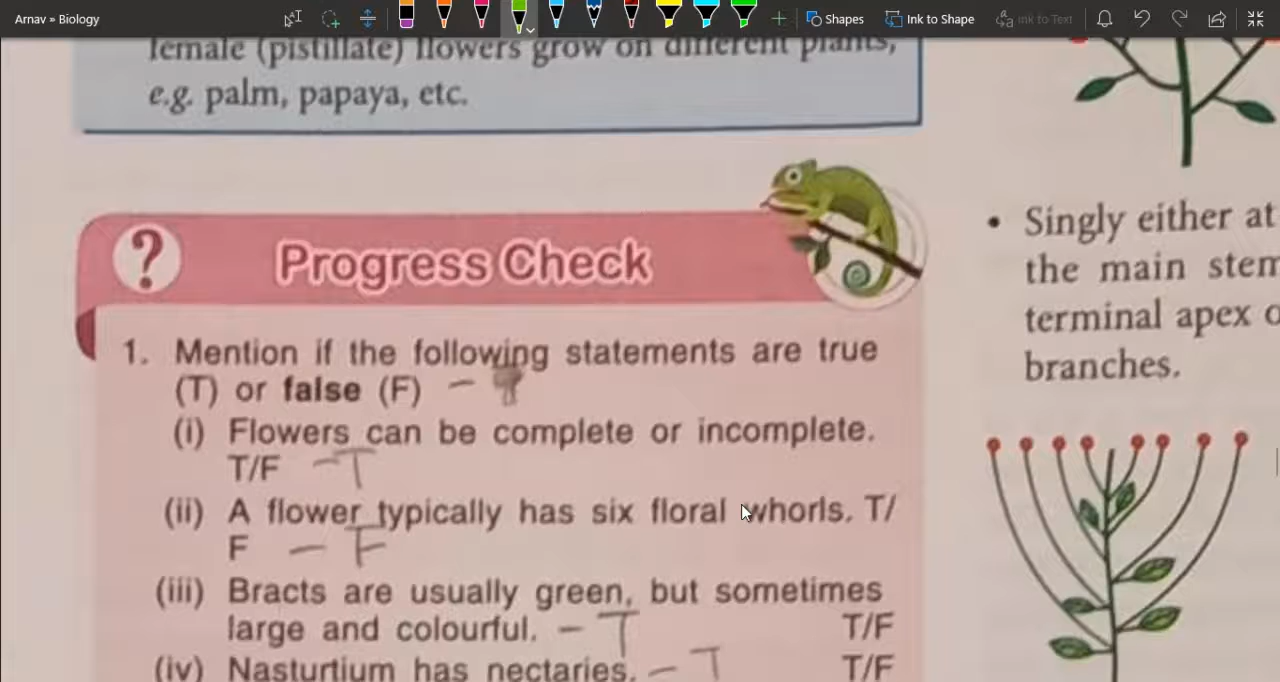 Arnav » Biology
Shapes
Ink to Shape
Ink to Text
female (pistillate) flowers grow on different plants,
e.g. palm, papaya, etc.
? Progress Check
1. Mention if the following statements are true
(T) or false (F) –
(i) Flowers can be complete or incomplete.
T/F – T
(ii) A flower typically has six floral whorls. T/
F – F
(iii) Bracts are usually green, but sometimes
large and colourful. – T T/F
(iv) Nasturtium has nectaries. – T T/F
• Singly either at
the main stem
terminal apex
branches.